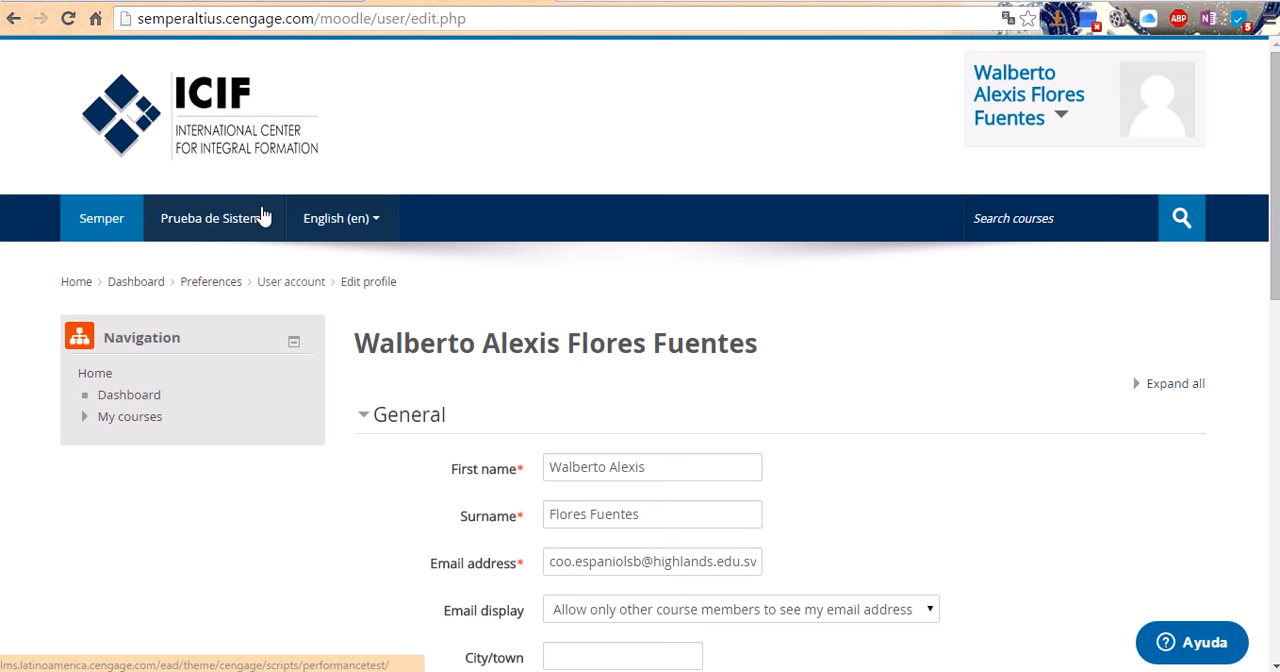 semperaltius.cengage.com/moodle/user/edit.php
ABP
N
5
ICIF
INTERNATIONAL CENTER
FOR INTEGRAL FORMATION
Walberto
Alexis Flores
Fuentes
Semper
Prueba de Sistem
English (en)
Search courses
Home
Dashboard
Preferences
User account
Edit profile
Navigation
Home
Dashboard
My courses
Walberto Alexis Flores Fuentes
Expand all
General
First name*
Walberto Alexis
Surname*
Flores Fuentes
Email address*
coo.espaniolsb@highlands.edu.sv
Email display
Allow only other course members to see my email address
City/town
Ayuda
lms.latinoamerica.cengage.com/ead/theme/cengage/scripts/performancetest/